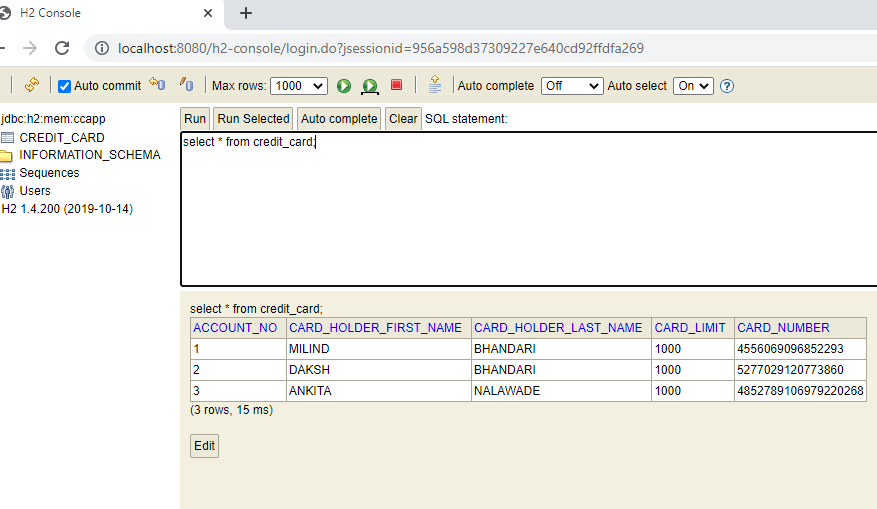 H2 Console
localhost:8080/h2-console/login.do?jsessionid=956a598d37309227e640cd92ffdfa269
Auto commit Max rows: 1000 Auto complete Off Auto select On ?
jdbc:h2:mem:ccapp
CREDIT_CARD
INFORMATION_SCHEMA
Sequences
Users
H2 1.4.200 (2019-10-14)
Run Run Selected Auto complete Clear SQL statement:
select * from credit_card;
select * from credit_card;
ACCOUNT_NO CARD_HOLDER_FIRST_NAME CARD_HOLDER_LAST_NAME CARD_LIMIT CARD_NUMBER
1 MILIND BHANDARI 1000 4556069096852293
2 DAKSH BHANDARI 1000 5277029120773860
3 ANKITA NALAWADE 1000 4852789106979220268
(3 rows, 15 ms)
Edit